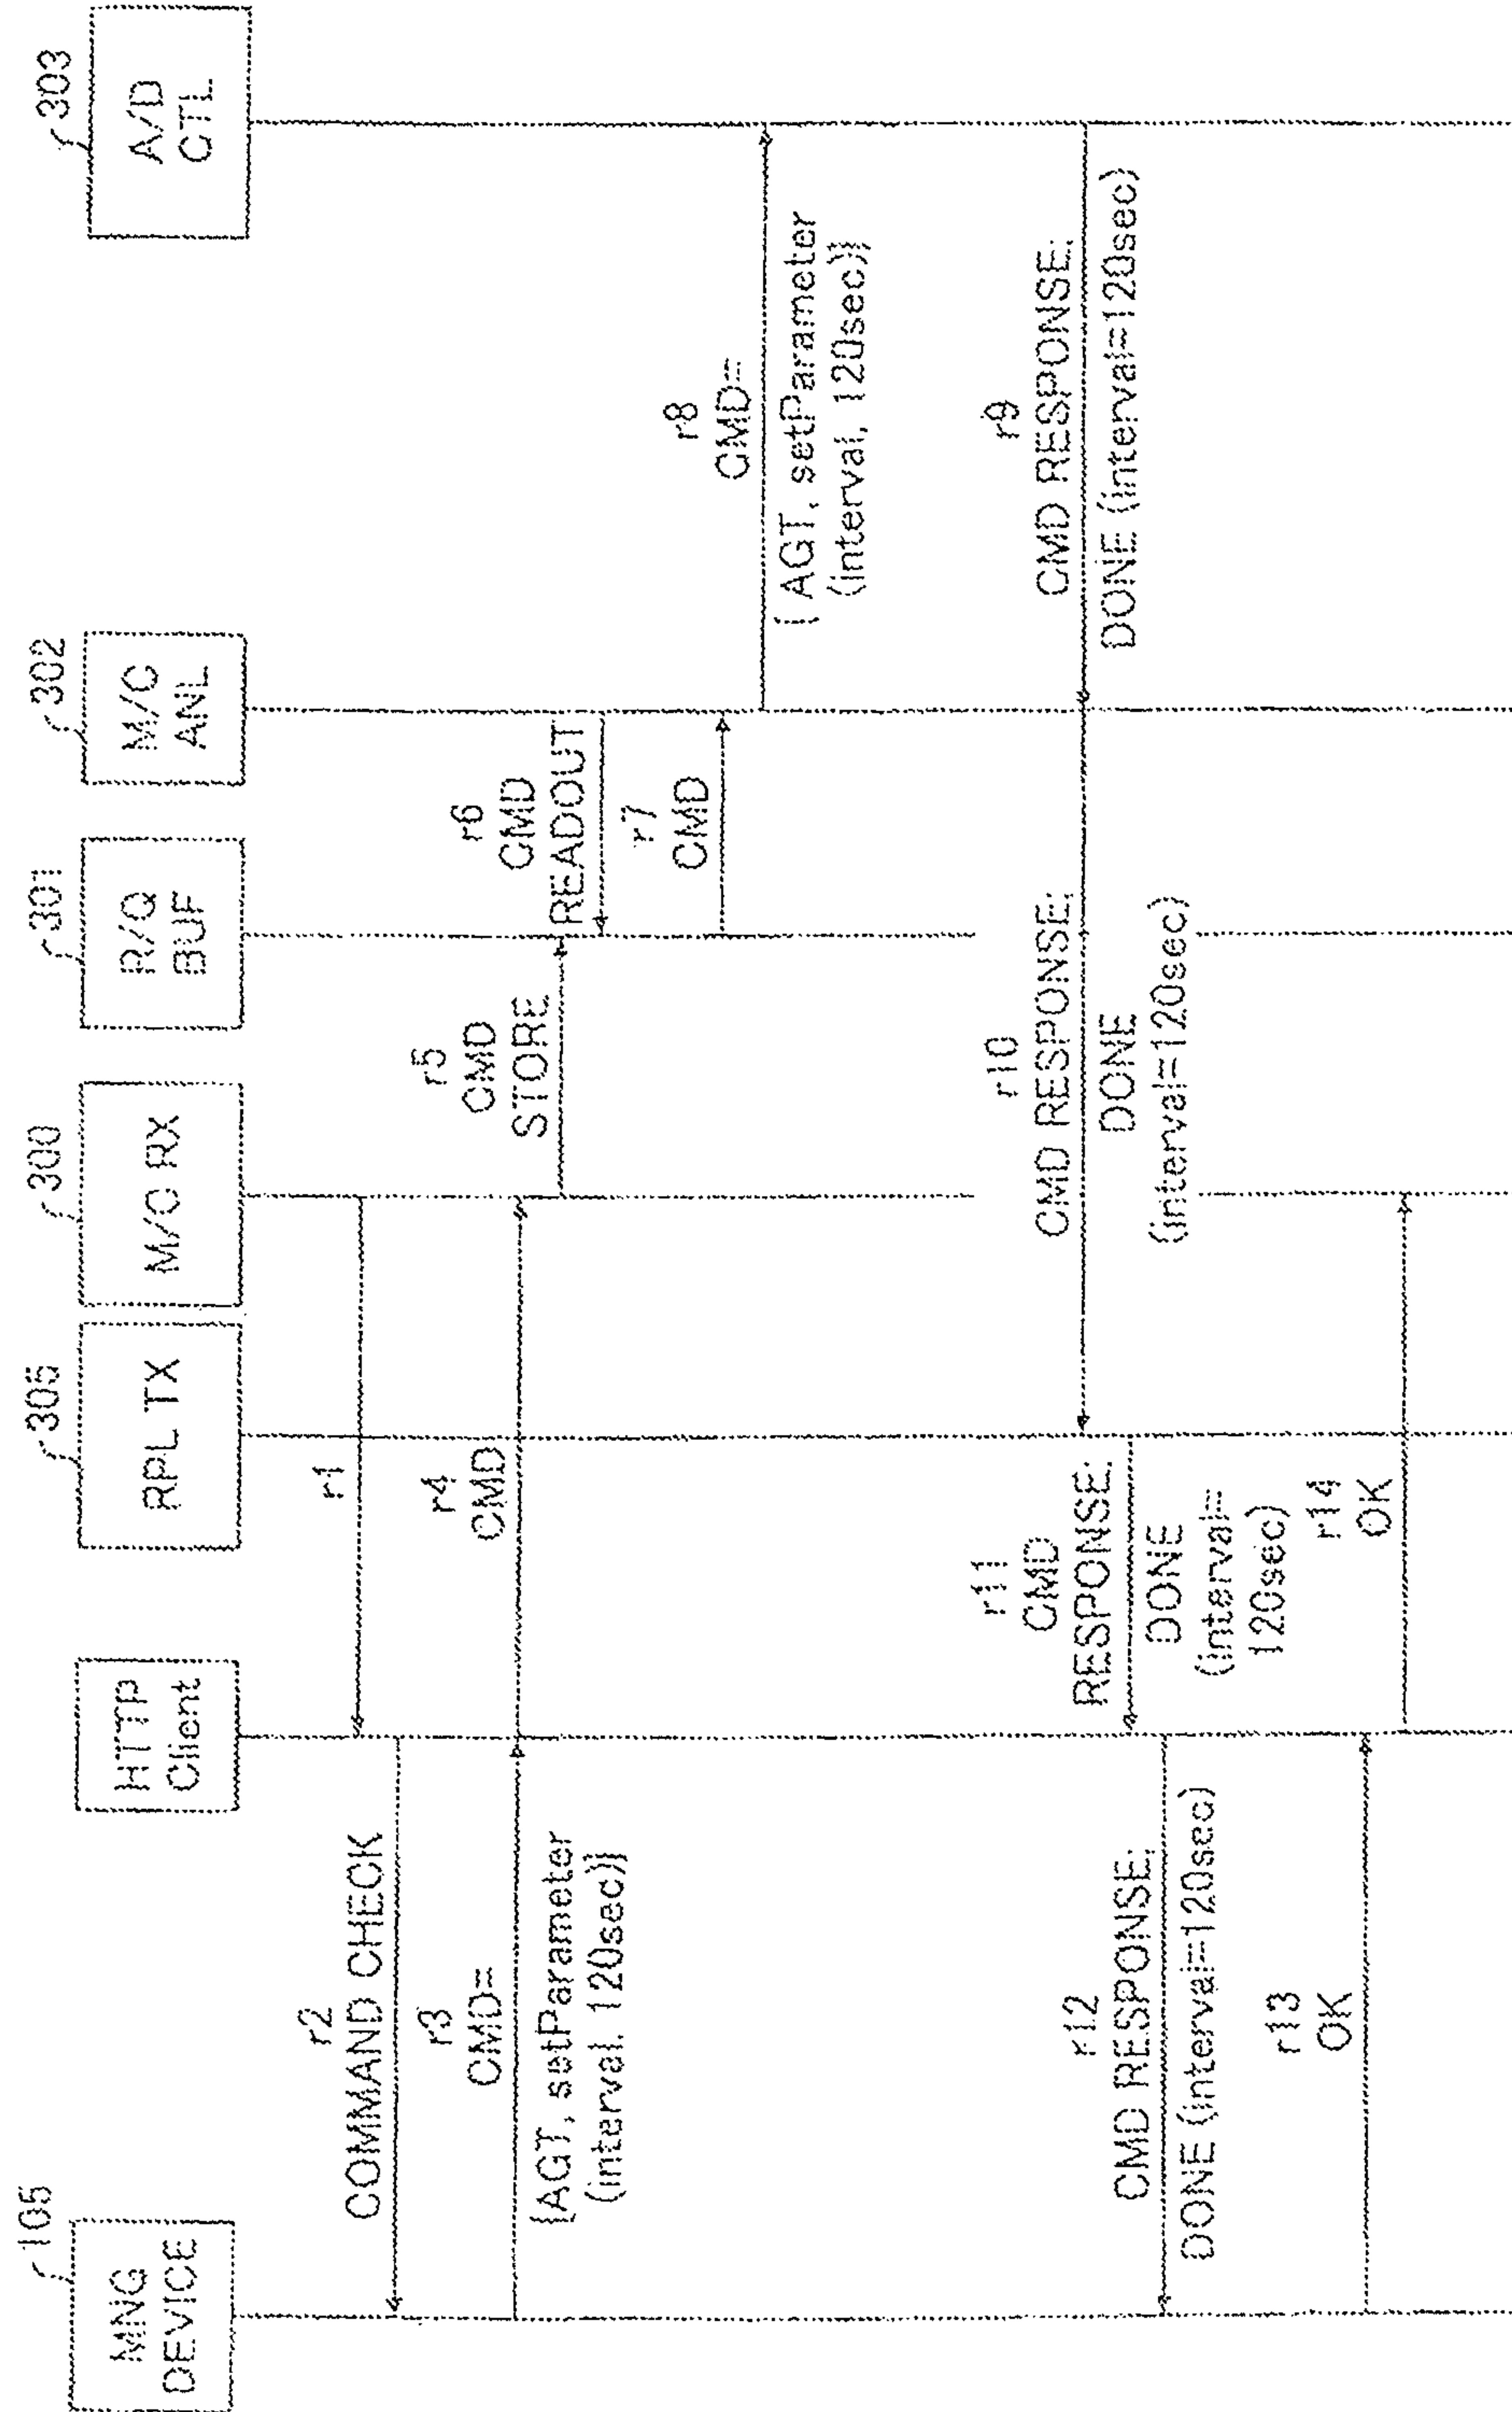 105
MNG
DEVICE
HTTP
Client
305
RPL TX
300
M/C RX
301
R/Q
BUF
302
M/C
ANL
303
A/D
CTL
r1
r2
COMMAND CHECK
r3
CMD=
[AGT, setParameter
(interval, 120sec)]
r4
CMD
r5
CMD
STORE
r6
CMD
READOUT
r7
CMD
r8
CMD=
[ AGT, setParameter
(interval, 120sec)]
r9
CMD RESPONSE:
DONE (interval=120sec)
r10
CMD RESPONSE:
DONE
(interval=120sec)
r11
CMD
RESPONSE:
DONE
(interval=
120sec)
r12
CMD RESPONSE:
DONE (interval=120sec)
r13
OK
r14
OK